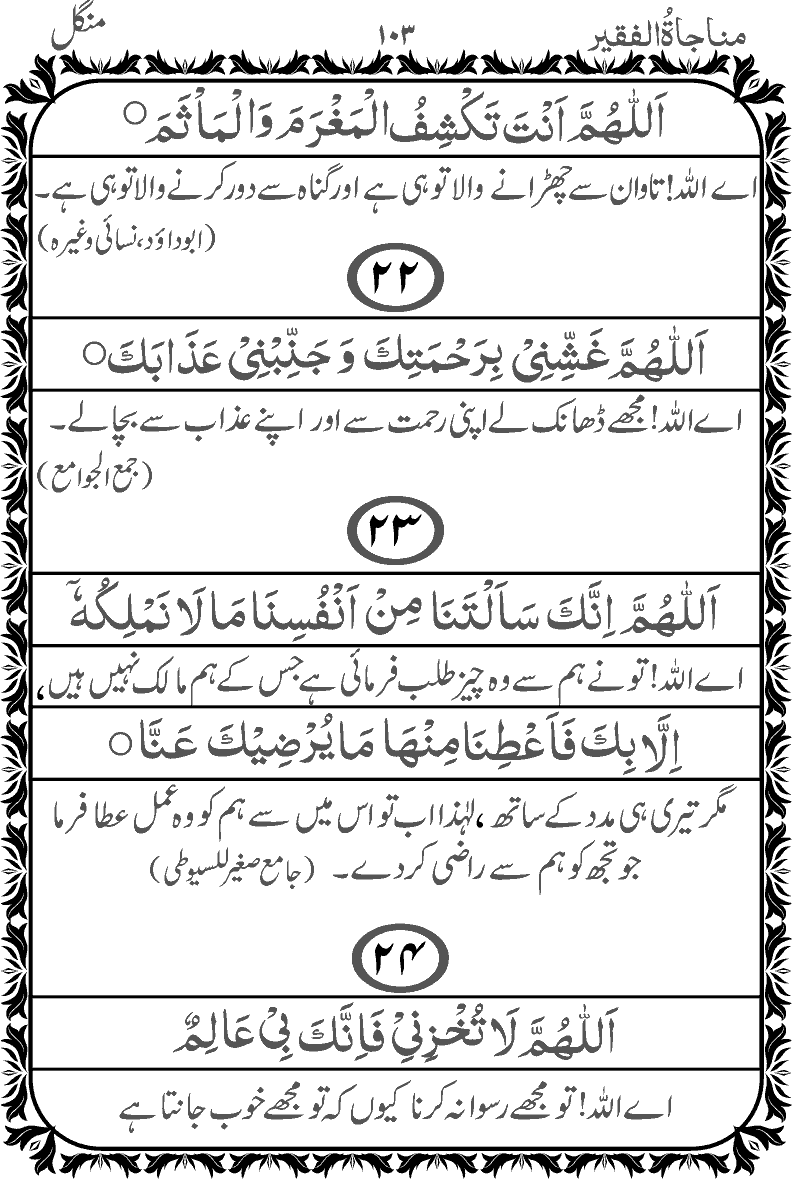 مناجاۃُ الفقیر ۱۰۳ منگل
اَللّٰهُمَّ اَنْتَ تَكْشِفُ الْمَغْرَمَ وَالْمَاْثَمَ ○
اے اللہ! تاوان سے چھڑانے والا تو ہی ہے اور گناہ سے دور کرنے والا تو ہی ہے۔
(ابوداؤد، نسائی وغیرہ)
۲۲
اَللّٰهُمَّ غَشِّنِیْ بِرَحْمَتِكَ وَ جَنِّبْنِیْ عَذَابَكَ ○
اے اللہ! مجھے ڈھانک لے اپنی رحمت سے اور اپنے عذاب سے بچا لے۔
(جمع الجوامع)
۲۳
اَللّٰهُمَّ اِنَّكَ سَاَلْتَنَا مِنْ اَنْفُسِنَا مَا لَا نَمْلِكُهٗۤ
اے اللہ! تو نے ہم سے وہ چیز طلب فرمائی ہے جس کے ہم مالک نہیں ہیں،
اِلَّا بِكَ فَاَعْطِنَا مِنْهَا مَا يُرْضِيْكَ عَنَّا ○
مگر تیری ہی مدد کے ساتھ، لہٰذا اب تو اس میں سے ہم کو وہ عمل عطا فرما
جو تجھ کو ہم سے راضی کر دے۔ (جامع صغیر للسیوطی)
۲۴
اَللّٰهُمَّ لَا تُخْزِنِیْ فَاِنَّكَ بِیْ عَالِمٌ
اے اللہ! تو مجھے رسوا نہ کرنا کیوں کہ تو مجھے خوب جانتا ہے